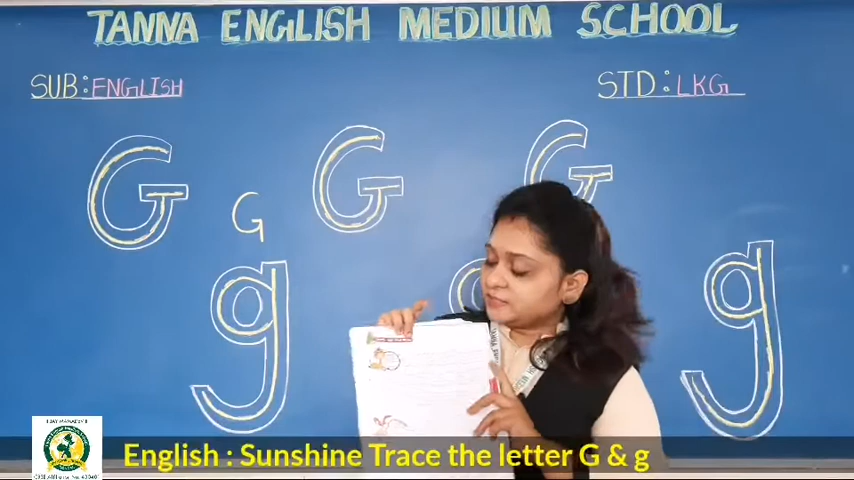 TANNA ENGLISH MEDIUM SCHOOL
SUB: ENGLISH
STD: LKG
G G G G
g g g
English : Sunshine Trace the letter G & g